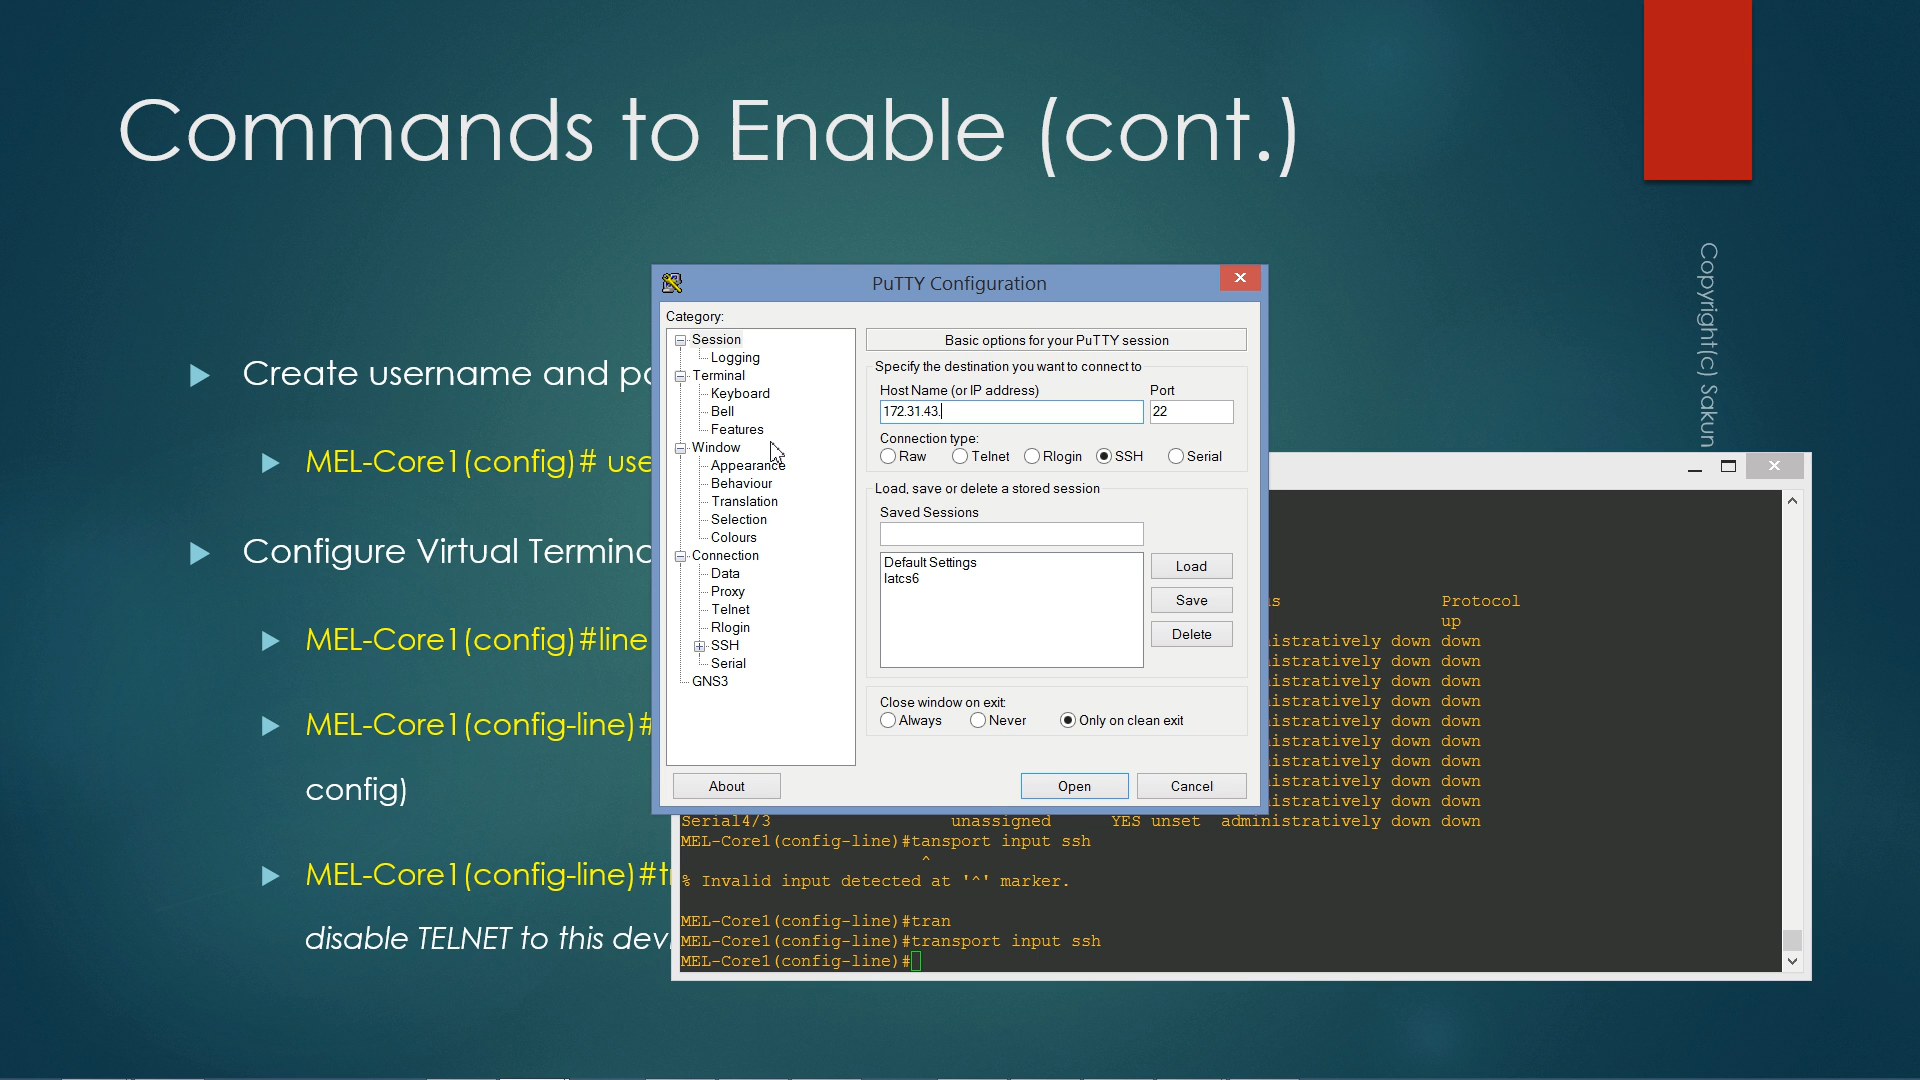 Commands to Enable (cont.)
Copyright(c) Sakun
Create username and pa
MEL-Core1(config)# use
Configure Virtual Termina
MEL-Core1(config)#line
MEL-Core1(config-line)#
config)
MEL-Core1(config-line)#t
disable TELNET to this dev
PuTTY Configuration
Category:
Session
Logging
Terminal
Keyboard
Bell
Features
Window
Appearance
Behaviour
Translation
Selection
Colours
Connection
Data
Proxy
Telnet
Rlogin
SSH
Serial
GNS3
Basic options for your PuTTY session
Specify the destination you want to connect to
Host Name (or IP address) Port
172.31.43. 22
Connection type:
Raw Telnet Rlogin SSH Serial
Load, save or delete a stored session
Saved Sessions
Default Settings
latcs6
Load
Save
Delete
Close window on exit:
Always Never Only on clean exit
About Open Cancel
s Protocol
up
istratively down down
istratively down down
istratively down down
istratively down down
istratively down down
istratively down down
istratively down down
istratively down down
istratively down down
Serial4/3 unassigned YES unset administratively down down
MEL-Core1(config-line)#tansport input ssh
^
% Invalid input detected at '^' marker.
MEL-Core1(config-line)#tran
MEL-Core1(config-line)#transport input ssh
MEL-Core1(config-line)#